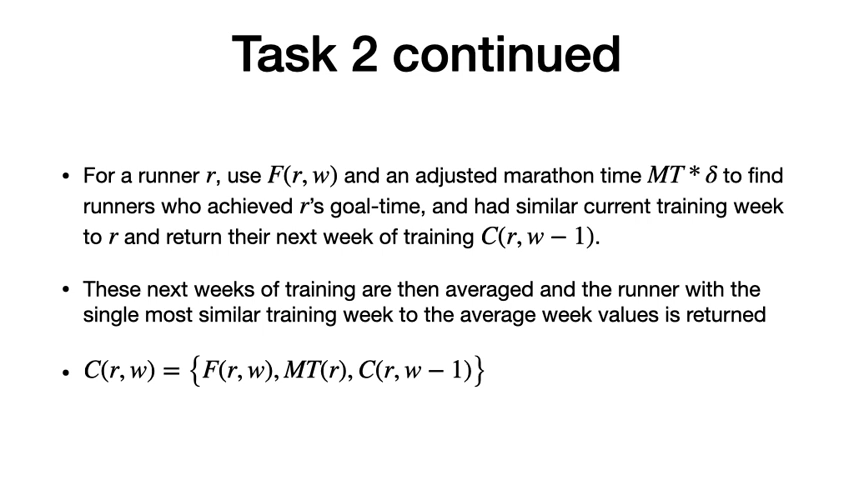 Task 2 continued
• For a runner r, use F(r, w) and an adjusted marathon time MT * δ to find
runners who achieved r’s goal-time, and had similar current training week
to r and return their next week of training C(r, w − 1).
• These next weeks of training are then averaged and the runner with the
single most similar training week to the average week values is returned
• C(r, w) = {F(r, w), MT(r), C(r, w − 1)}